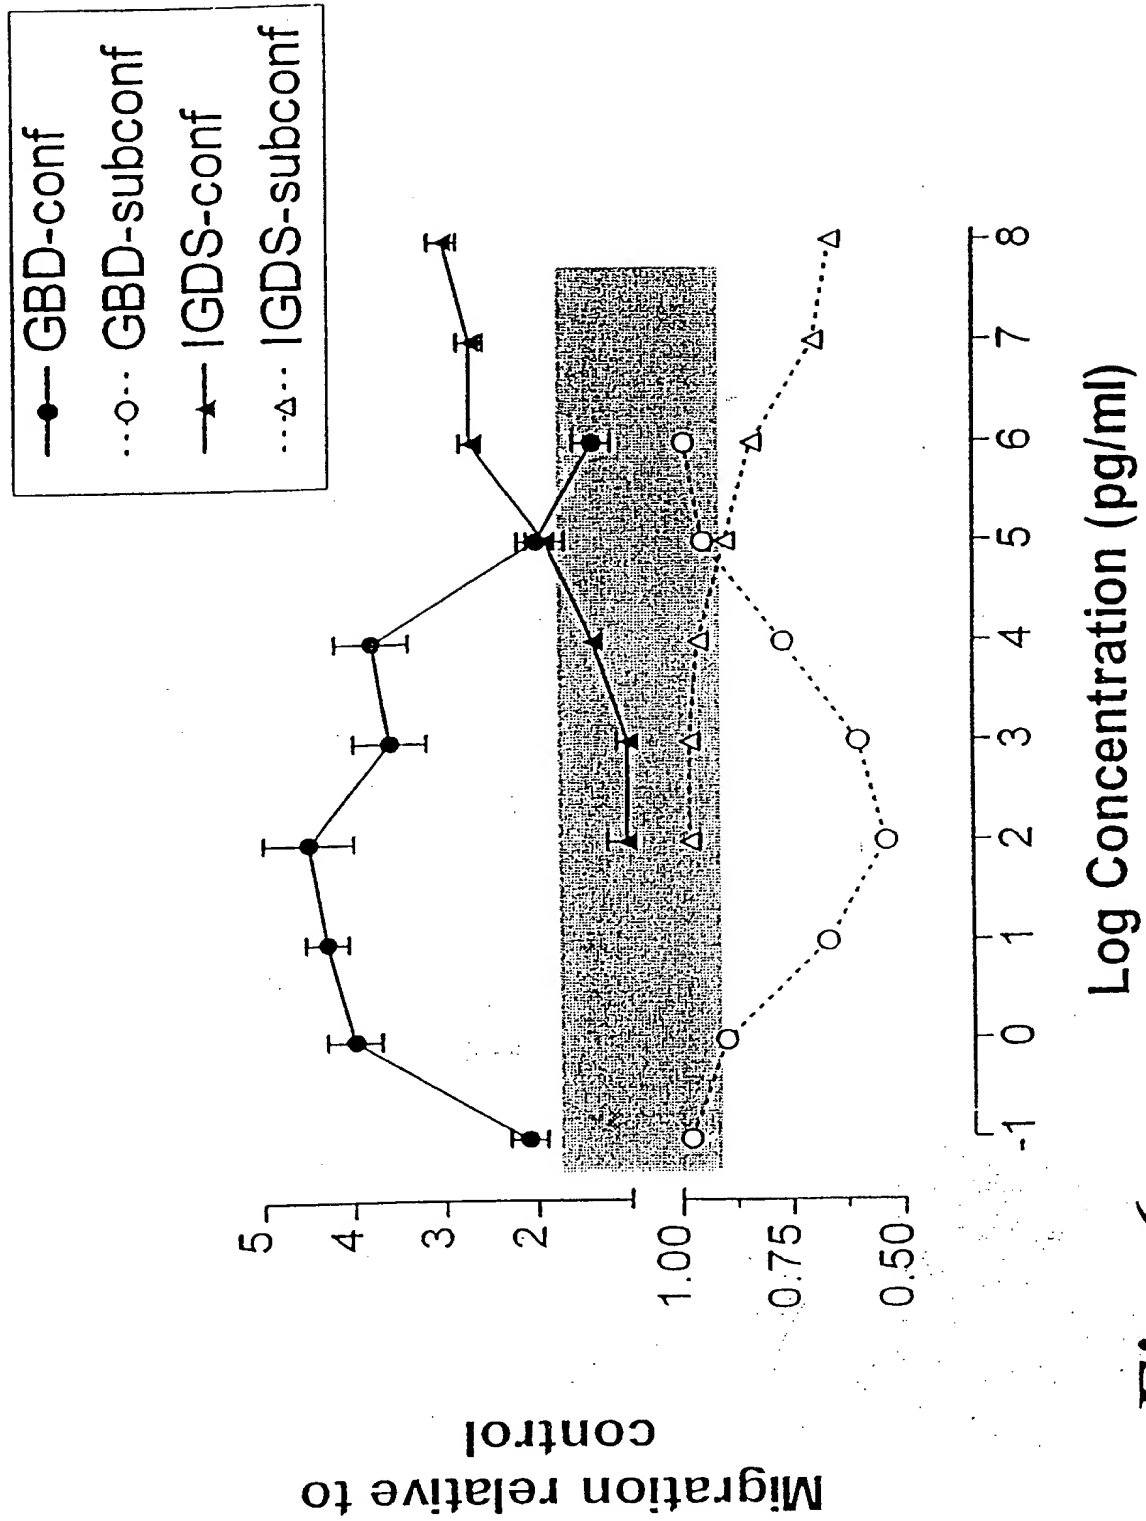 GBD-conf
GBD-subconf
IGDS-conf
IGDS-subconf
Migration relative to
control
5
4
3
2
1.00
0.75
0.50
-1 0 1 2 3 4 5 6 7 8
Log Concentration (pg/ml)